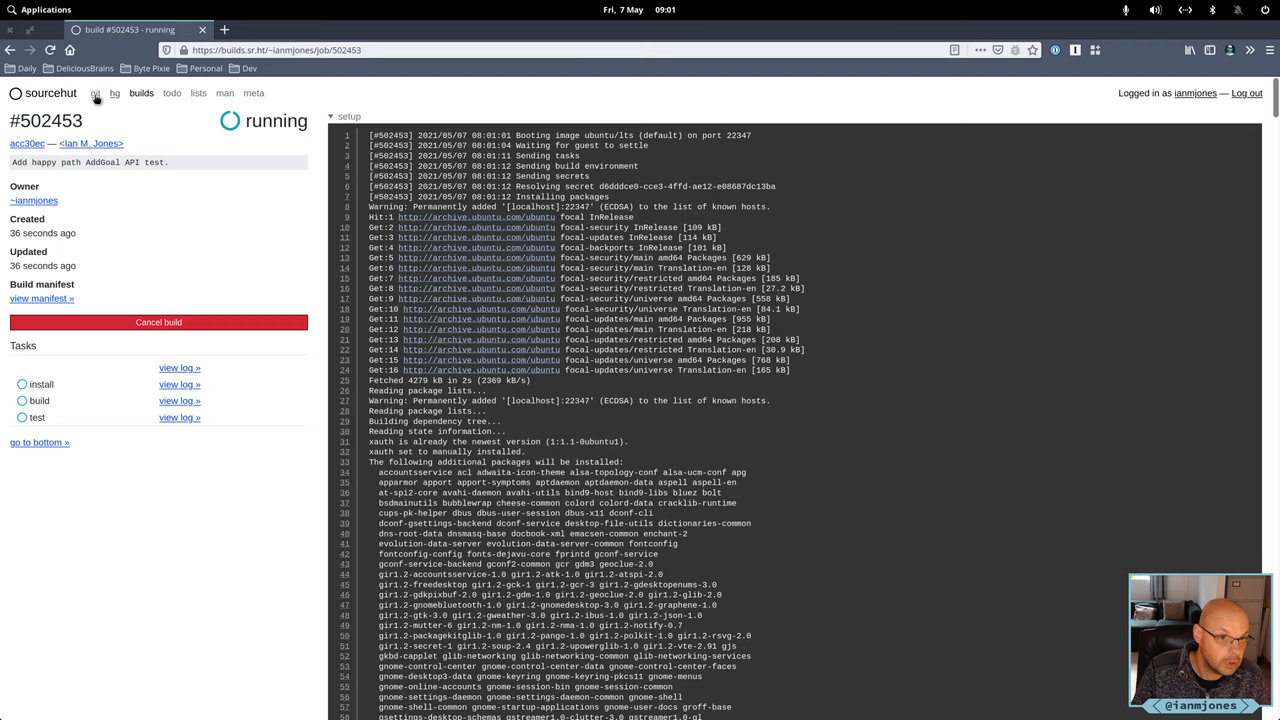 Applications
Fri, 7 May 09:01
build #502453 - running
https://builds.sr.ht/~ianmjones/job/502453
Daily
DeliciousBrains
Byte Pixie
Personal
Dev
sourcehut git hg builds todo lists man meta
Logged in as ianmjones — Log out
#502453
running
acc30ec — <Ian M. Jones>
Add happy path AddGoal API test.
Owner
~ianmjones
Created
36 seconds ago
Updated
36 seconds ago
Build manifest
view manifest »
Cancel build
Tasks
view log »
install view log »
build view log »
test view log »
go to bottom »
setup
1 [#502453] 2021/05/07 08:01:01 Booting image ubuntu/lts (default) on port 22347
2 [#502453] 2021/05/07 08:01:04 Waiting for guest to settle
3 [#502453] 2021/05/07 08:01:11 Sending tasks
4 [#502453] 2021/05/07 08:01:12 Sending build environment
5 [#502453] 2021/05/07 08:01:12 Sending secrets
6 [#502453] 2021/05/07 08:01:12 Resolving secret d6dddce0-cce3-4ffd-ae12-e08687dc13ba
7 [#502453] 2021/05/07 08:01:12 Installing packages
8 Warning: Permanently added '[localhost]:22347' (ECDSA) to the list of known hosts.
9 Hit:1 http://archive.ubuntu.com/ubuntu focal InRelease
10 Get:2 http://archive.ubuntu.com/ubuntu focal-security InRelease [109 kB]
11 Get:3 http://archive.ubuntu.com/ubuntu focal-updates InRelease [114 kB]
12 Get:4 http://archive.ubuntu.com/ubuntu focal-backports InRelease [101 kB]
13 Get:5 http://archive.ubuntu.com/ubuntu focal-security/main amd64 Packages [629 kB]
14 Get:6 http://archive.ubuntu.com/ubuntu focal-security/main Translation-en [128 kB]
15 Get:7 http://archive.ubuntu.com/ubuntu focal-security/restricted amd64 Packages [185 kB]
16 Get:8 http://archive.ubuntu.com/ubuntu focal-security/restricted Translation-en [27.2 kB]
17 Get:9 http://archive.ubuntu.com/ubuntu focal-security/universe amd64 Packages [558 kB]
18 Get:10 http://archive.ubuntu.com/ubuntu focal-security/universe Translation-en [84.1 kB]
19 Get:11 http://archive.ubuntu.com/ubuntu focal-updates/main amd64 Packages [955 kB]
20 Get:12 http://archive.ubuntu.com/ubuntu focal-updates/main Translation-en [218 kB]
21 Get:13 http://archive.ubuntu.com/ubuntu focal-updates/restricted amd64 Packages [208 kB]
22 Get:14 http://archive.ubuntu.com/ubuntu focal-updates/restricted Translation-en [30.9 kB]
23 Get:15 http://archive.ubuntu.com/ubuntu focal-updates/universe amd64 Packages [768 kB]
24 Get:16 http://archive.ubuntu.com/ubuntu focal-updates/universe Translation-en [165 kB]
25 Fetched 4279 kB in 2s (2369 kB/s)
26 Reading package lists...
27 Warning: Permanently added '[localhost]:22347' (ECDSA) to the list of known hosts.
28 Reading package lists...
29 Building dependency tree...
30 Reading state information...
31 xauth is already the newest version (1:1.1-0ubuntu1).
32 xauth set to manually installed.
33 The following additional packages will be installed:
34 accountsservice acl adwaita-icon-theme alsa-topology-conf alsa-ucm-conf apg
35 apparmor apport apport-symptoms aptdaemon aptdaemon-data aspell aspell-en
36 at-spi2-core avahi-daemon avahi-utils bind9-host bind9-libs bluez bolt
37 bsdmainutils bubblewrap cheese-common colord colord-data cracklib-runtime
38 cups-pk-helper dbus dbus-user-session dbus-x11 dconf-cli
39 dconf-gsettings-backend dconf-service desktop-file-utils dictionaries-common
40 dns-root-data dnsmasq-base docbook-xml emacsen-common enchant-2
41 evolution-data-server evolution-data-server-common fontconfig
42 fontconfig-config fonts-dejavu-core fprintd gconf-service
43 gconf-service-backend gconf2-common gcr gdm3 geoclue-2.0
44 gir1.2-accountsservice-1.0 gir1.2-atk-1.0 gir1.2-atspi-2.0
45 gir1.2-freedesktop gir1.2-gck-1 gir1.2-gcr-3 gir1.2-gdesktopenums-3.0
46 gir1.2-gdkpixbuf-2.0 gir1.2-gdm-1.0 gir1.2-geoclue-2.0 gir1.2-glib-2.0
47 gir1.2-gnomebluetooth-1.0 gir1.2-gnomedesktop-3.0 gir1.2-graphene-1.0
48 gir1.2-gtk-3.0 gir1.2-gweather-3.0 gir1.2-ibus-1.0 gir1.2-json-1.0
49 gir1.2-mutter-6 gir1.2-nm-1.0 gir1.2-nma-1.0 gir1.2-notify-0.7
50 gir1.2-packagekitglib-1.0 gir1.2-pango-1.0 gir1.2-polkit-1.0 gir1.2-rsvg-2.0
51 gir1.2-secret-1 gir1.2-soup-2.4 gir1.2-upowerglib-1.0 gir1.2-vte-2.91 gjs
52 gkbd-capplet glib-networking glib-networking-common glib-networking-services
53 gnome-control-center gnome-control-center-data gnome-control-center-faces
54 gnome-desktop3-data gnome-keyring gnome-keyring-pkcs11 gnome-menus
55 gnome-online-accounts gnome-session-bin gnome-session-common
56 gnome-settings-daemon gnome-settings-daemon-common gnome-shell
57 gnome-shell-common gnome-startup-applications gnome-user-docs groff-base
58 gsettings-desktop-schemas gstreamer1.0-clutter-3.0 gstreamer1.0-gl
@ianmjones